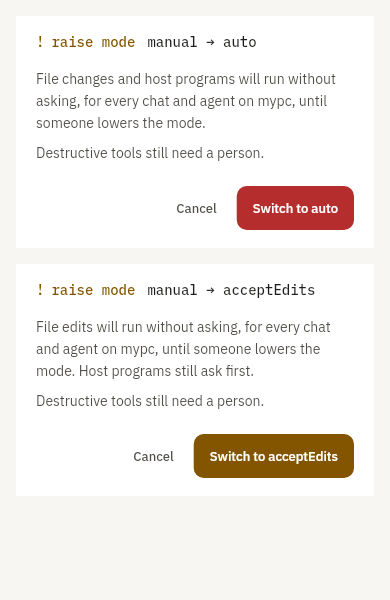 ! raise mode manual → auto
File changes and host programs will run without
asking, for every chat and agent on mypc, until
someone lowers the mode.
Destructive tools still need a person.
Cancel Switch to auto
! raise mode manual → acceptEdits
File edits will run without asking, for every chat
and agent on mypc, until someone lowers the
mode. Host programs still ask first.
Destructive tools still need a person.
Cancel Switch to acceptEdits